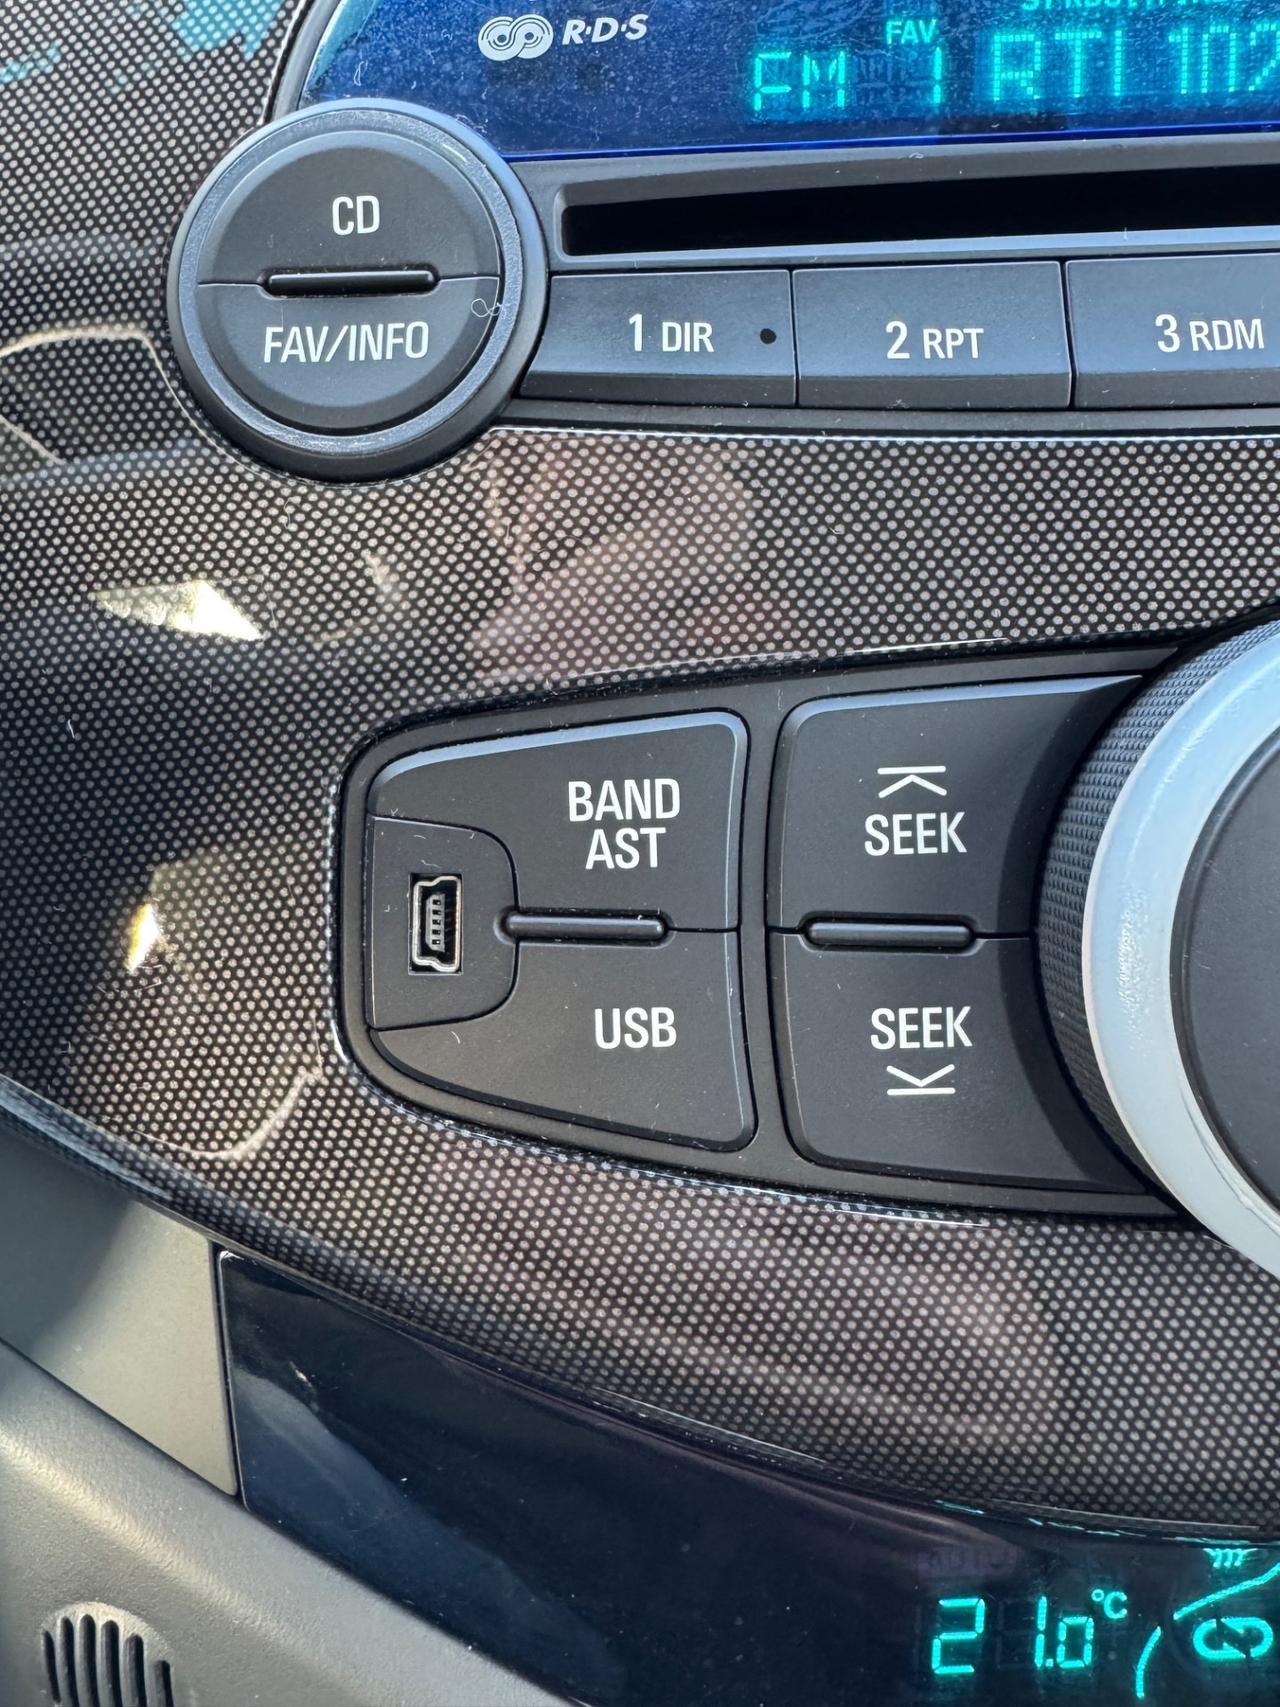 R·D·S
FAV
FM 1 RTL 102
CD
FAV/INFO
1 DIR
2 RPT
3 RDM
BAND
AST
SEEK
USB
SEEK
21.0°C